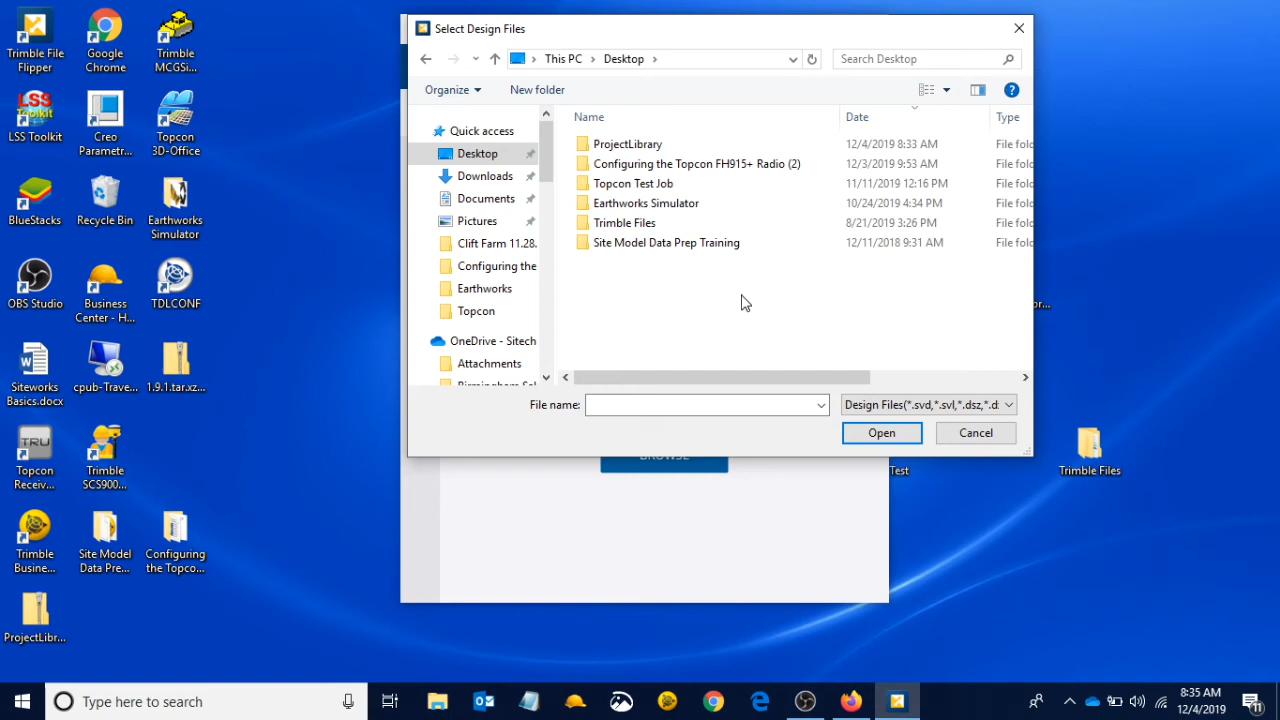 Trimble File
Flipper
Google
Chrome
Trimble
MCGSi...
LSS
Toolkit
LSS Toolkit
Creo
Parametr...
Topcon
3D-Office
BlueStacks
Recycle Bin
Earthworks
Simulator
OBS Studio
Business
Center - H...
TDLCONF
Siteworks
Basics.docx
cpub-Trave...
1.9.1.tar.xz...
TRU
Topcon
Receiv...
Trimble
SCS900...
Trimble
Busine...
Site Model
Data Pre...
Configuring
the Topco...
ProjectLibr...
Select Design Files
This PC
Desktop
Search Desktop
Organize
New folder
Quick access
Desktop
Downloads
Documents
Pictures
Clift Farm 11.28.
Configuring the
Earthworks
Topcon
OneDrive - Sitech
Attachments
Name Date Type
ProjectLibrary 12/4/2019 8:33 AM File fold
Configuring the Topcon FH915+ Radio (2) 12/3/2019 9:53 AM File fold
Topcon Test Job 11/11/2019 12:16 PM File fold
Earthworks Simulator 10/24/2019 4:34 PM File fold
Trimble Files 8/21/2019 3:26 PM File fold
Site Model Data Prep Training 12/11/2018 9:31 AM File fold
File name:
Design Files(*.svd,*.svl,*.dsz,*.d
Open
Cancel
BROWSE
or...
Test
Trimble Files
Type here to search
8:35 AM
12/4/2019
11